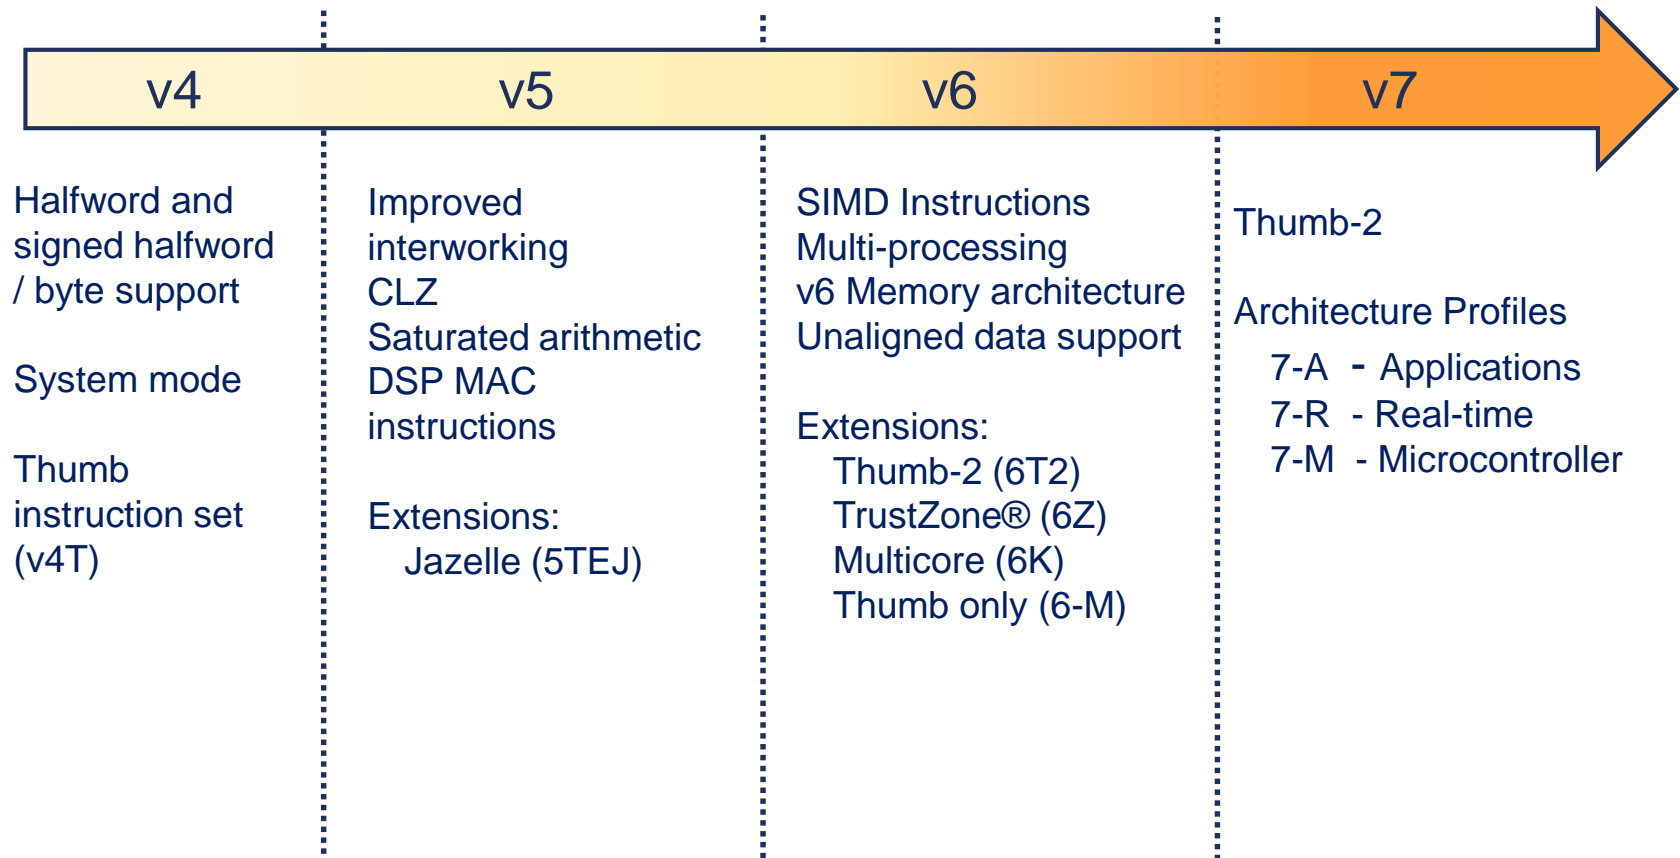 v4
v5
v6
v7
Halfword and
signed halfword
/ byte support
System mode
Thumb
instruction set
(v4T)
Improved
interworking
CLZ
Saturated arithmetic
DSP MAC
instructions
Extensions:
Jazelle (5TEJ)
SIMD Instructions
Multi-processing
v6 Memory architecture
Unaligned data support
Extensions:
Thumb-2 (6T2)
TrustZone® (6Z)
Multicore (6K)
Thumb only (6-M)
Thumb-2
Architecture Profiles
7-A - Applications
7-R - Real-time
7-M - Microcontroller